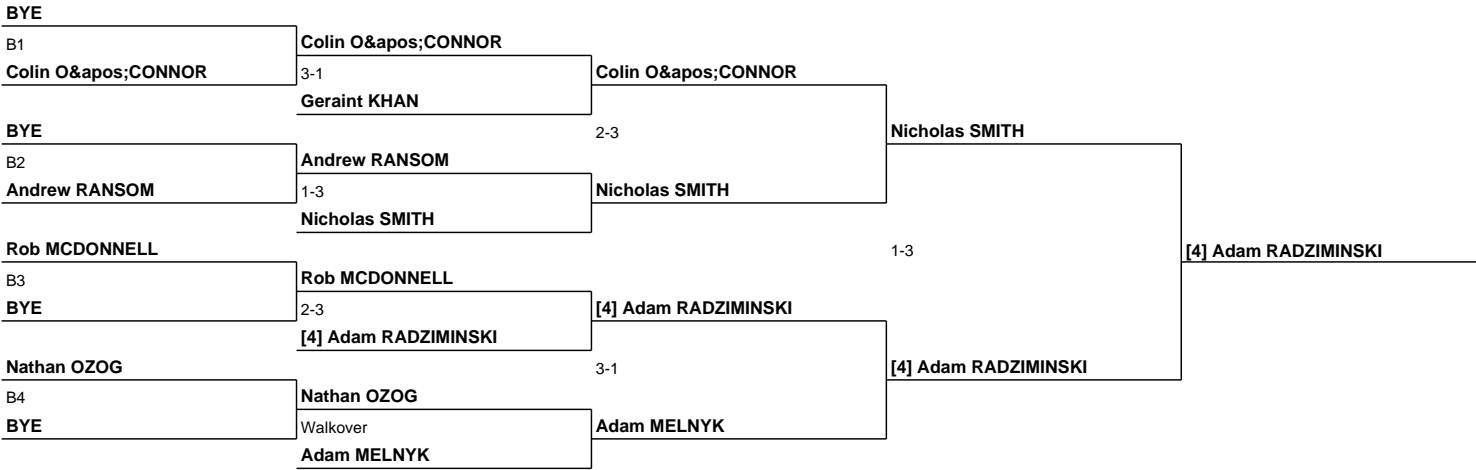 BYE
B1
Colin O&apos;CONNOR
Colin O&apos;CONNOR
3-1
Colin O&apos;CONNOR
Geraint KHAN
BYE
2-3
Nicholas SMITH
B2
Andrew RANSOM
Andrew RANSOM
1-3
Nicholas SMITH
Nicholas SMITH
Rob MCDONNELL
1-3
[4] Adam RADZIMINSKI
B3
Rob MCDONNELL
BYE
2-3
[4] Adam RADZIMINSKI
[4] Adam RADZIMINSKI
Nathan OZOG
3-1
[4] Adam RADZIMINSKI
B4
Nathan OZOG
BYE
Walkover
Adam MELNYK
Adam MELNYK